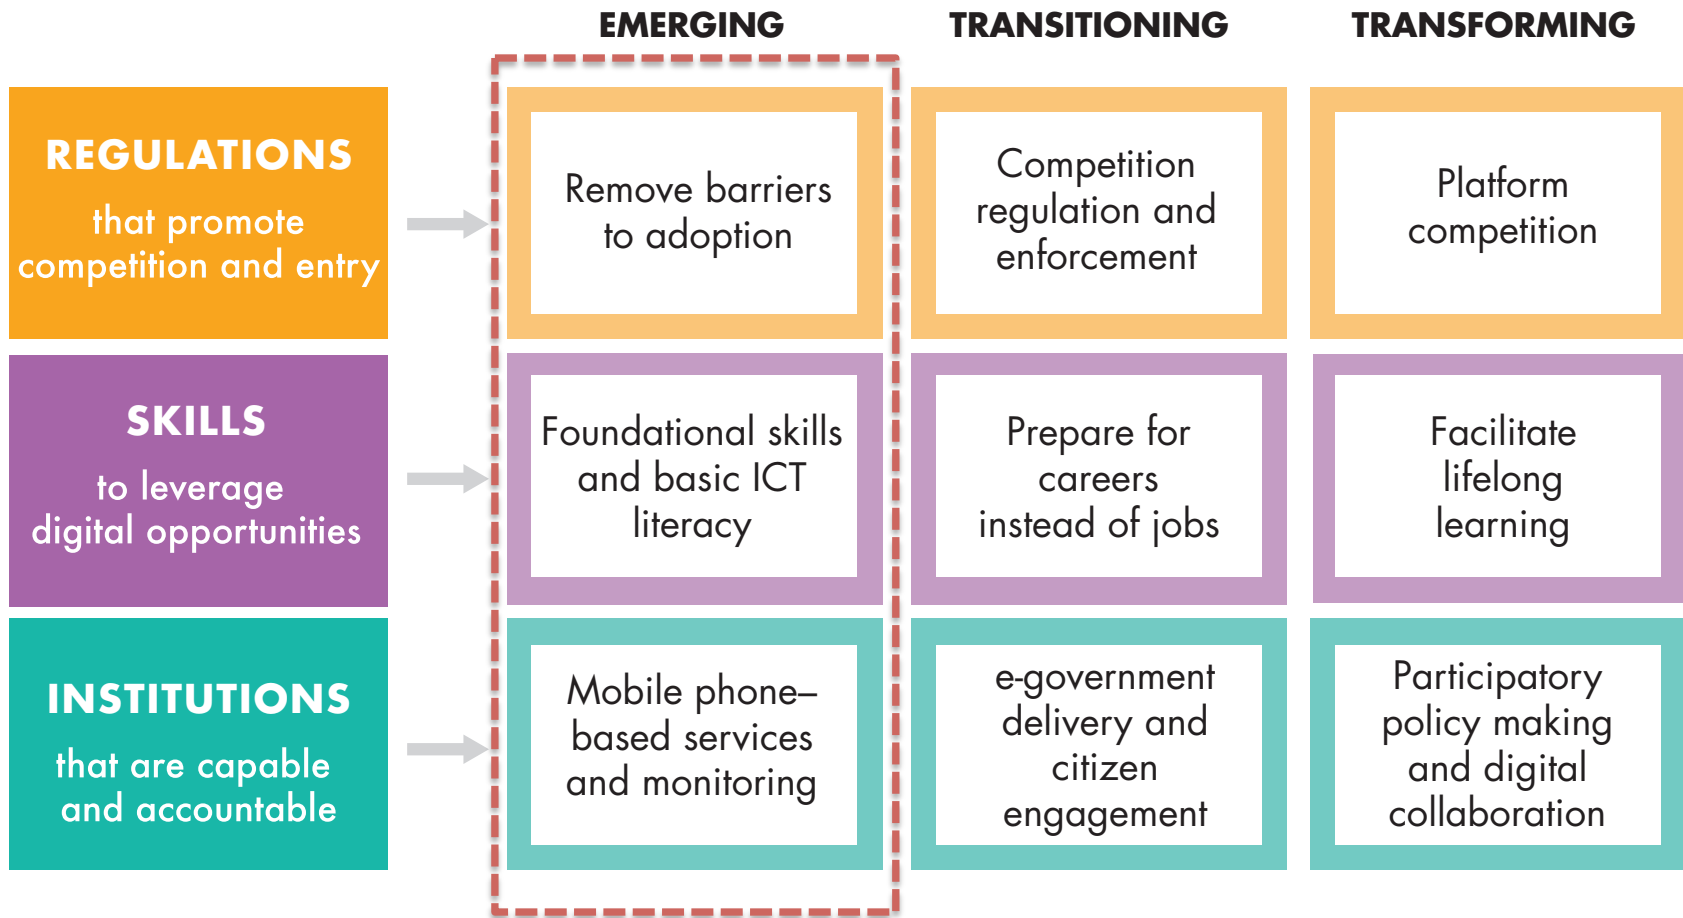 EMERGING
TRANSITIONING
TRANSFORMING
REGULATIONS
that promote
competition and entry
Remove barriers
to adoption
Competition
regulation and
enforcement
Platform
competition
SKILLS
to leverage
digital opportunities
Foundational skills
and basic ICT
literacy
Prepare for
careers
instead of jobs
Facilitate
lifelong
learning
INSTITUTIONS
that are capable
and accountable
Mobile phone–
based services
and monitoring
e-government
delivery and
citizen
engagement
Participatory
policy making
and digital
collaboration